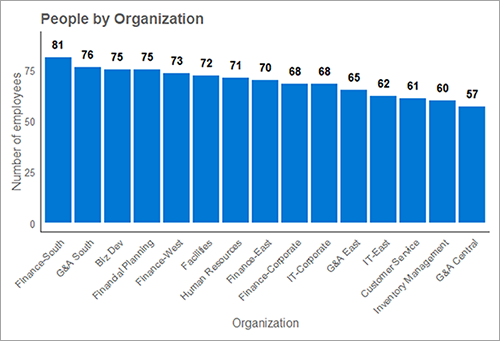 People by Organization
81
76
75
75
73
72
71
70
68
68
65
62
61
60
57
Number of employees
75
50
25
0
Finance-South
G&A South
Biz Dev
Financial Planning
Finance-West
Facilities
Human Resources
Finance-East
Finance-Corporate
IT-Corporate
G&A East
IT-East
Customer Service
Inventory Management
G&A Central
Organization